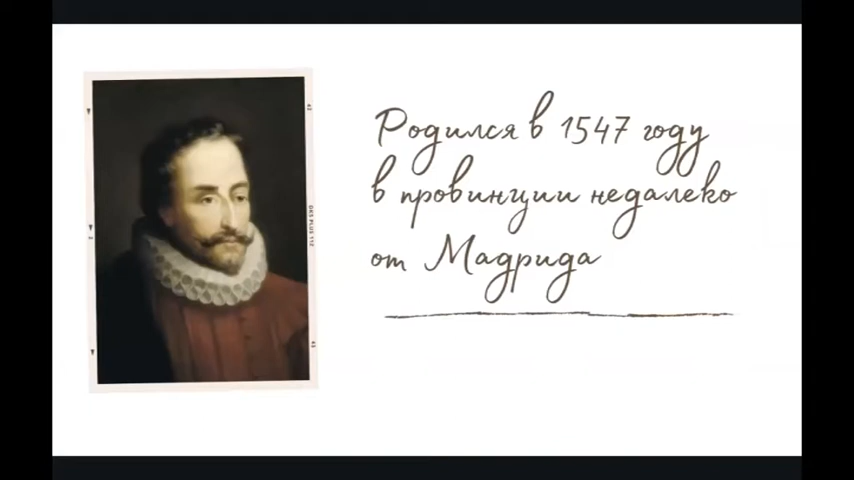 Родился в 1547 году
в провинции недалеко
от Мадрида